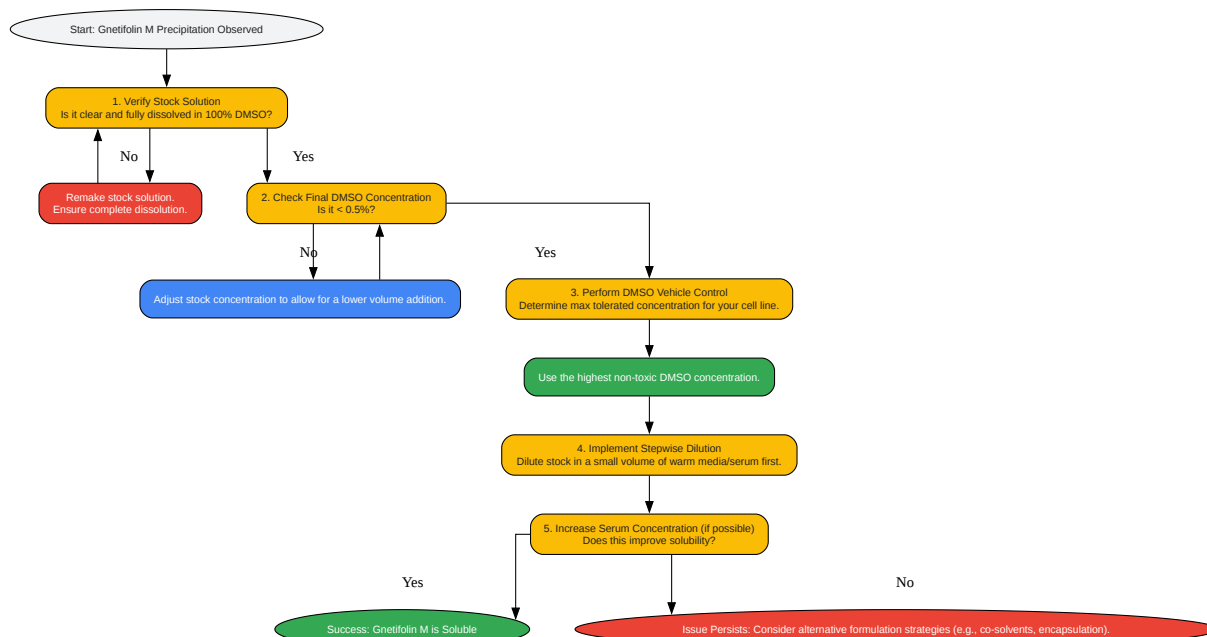 Start: Gnetifolin M Precipitation Observed
1. Verify Stock Solution
Is it clear and fully dissolved in 100% DMSO?
No
Yes
Remake stock solution.
Ensure complete dissolution.
2. Check Final DMSO Concentration
Is it < 0.5%?
No
Yes
Adjust stock concentration to allow for a lower volume addition.
3. Perform DMSO Vehicle Control
Determine max tolerated concentration for your cell line.
Use the highest non-toxic DMSO concentration.
4. Implement Stepwise Dilution
Dilute stock in a small volume of warm media/serum first.
5. Increase Serum Concentration (if possible)
Does this improve solubility?
Yes
No
Success: Gnetifolin M is Soluble
Issue Persists: Consider alternative formulation strategies (e.g., co-solvents, encapsulation).